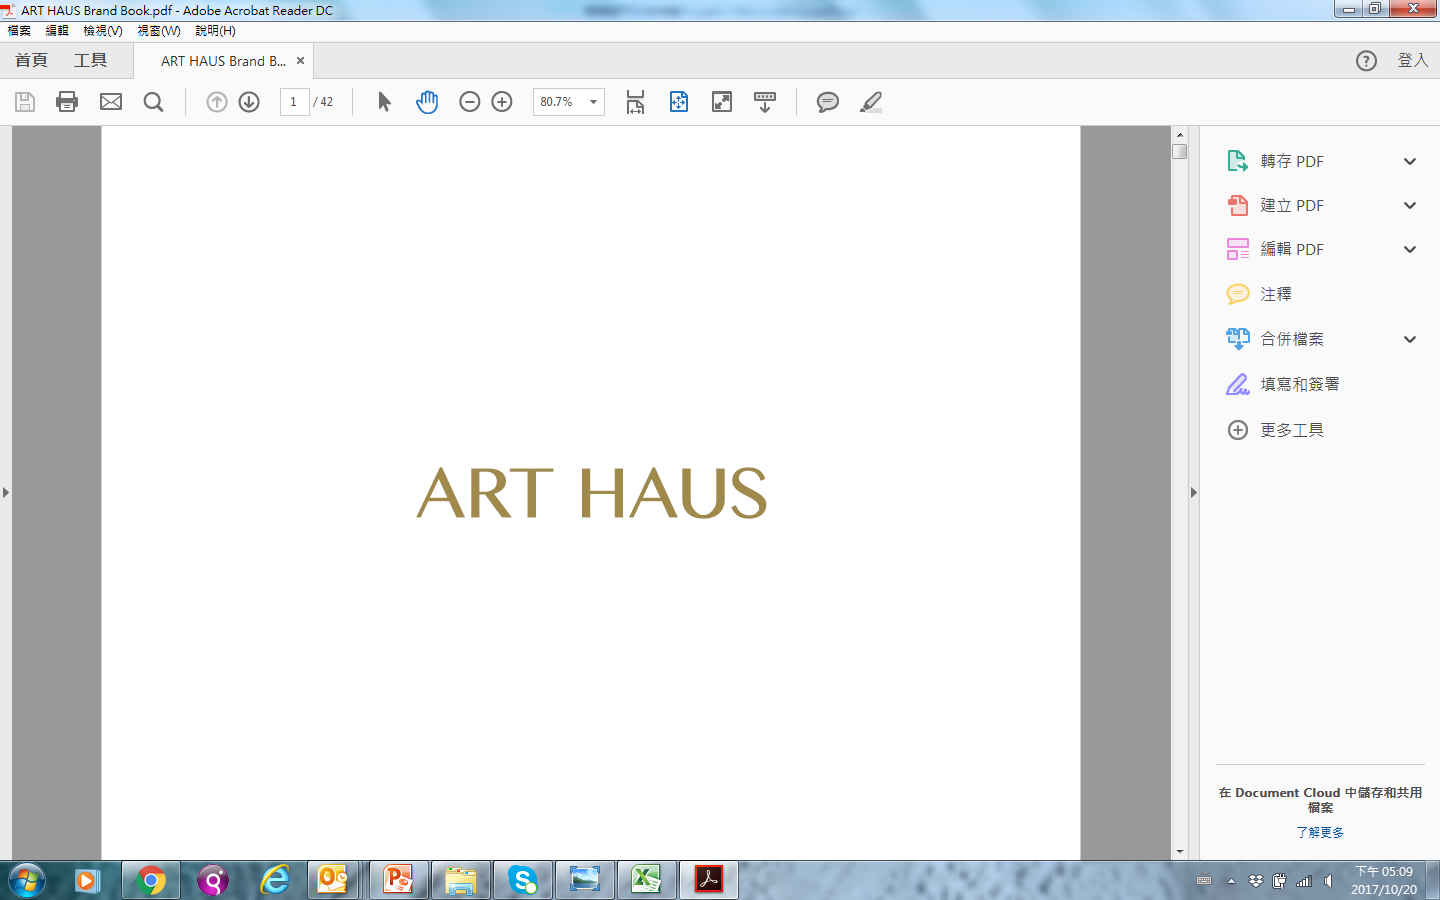 ART HAUS Brand Book.pdf - Adobe Acrobat Reader DC
檔案 編輯 檢視(V) 視窗(W) 說明(H)
首頁 工具 ART HAUS Brand B... × ? 登入
1 / 42 80.7%
轉存 PDF
建立 PDF
編輯 PDF
注釋
合併檔案
填寫和簽署
更多工具
ART HAUS
在 Document Cloud 中儲存和共用
檔案
了解更多
下午 05:09
2017/10/20